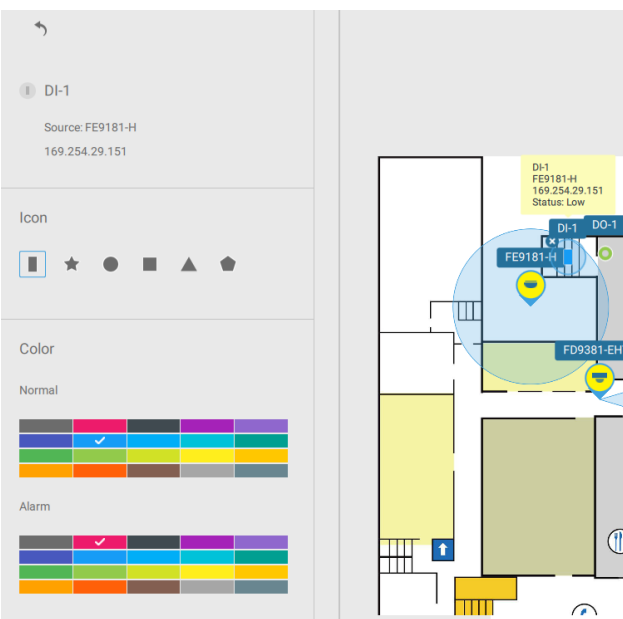 DI-1
Source: FE9181-H
169.254.29.151
Icon
Color
Normal
Alarm
DI-1
FE9181-H
169.254.29.151
Status: Low
DI-1
DO-1
FE9181-H
FD9381-EH